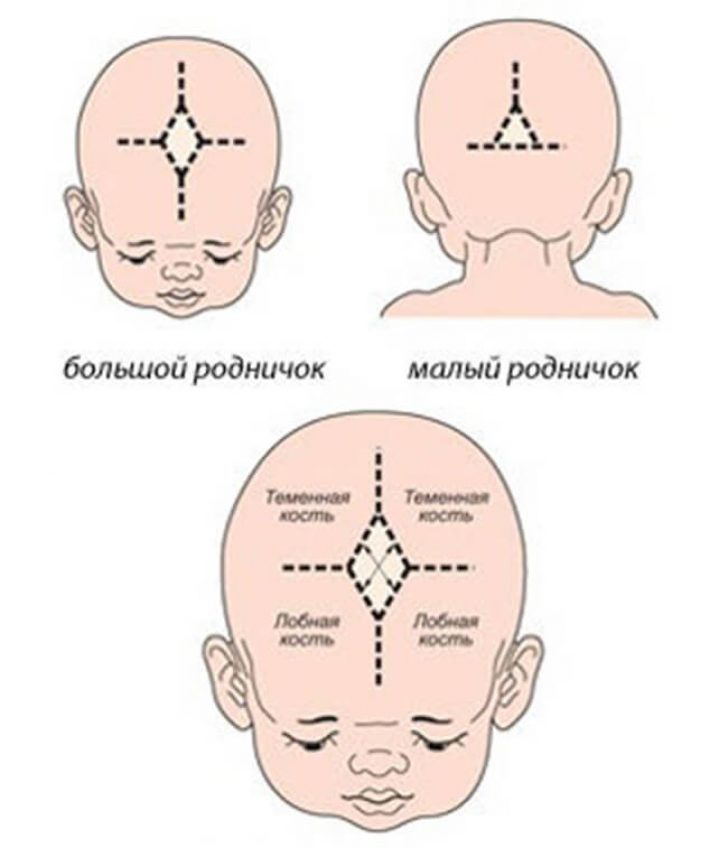 большой родничок
малый родничок
Теменная
кость
Теменная
кость
Лобная
кость
Лобная
кость